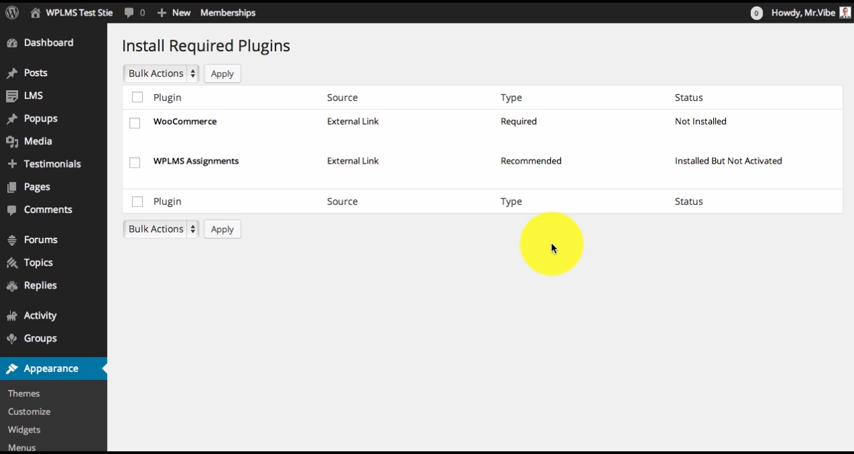 WPLMS Test Stie 0 + New Memberships 0 Howdy, Mr.Vibe
Dashboard
Posts
LMS
Popups
Media
Testimonials
Pages
Comments
Forums
Topics
Replies
Activity
Groups
Appearance
Themes
Customize
Widgets
Menus
Install Required Plugins
Bulk Actions Apply
Plugin Source Type Status
WooCommerce External Link Required Not Installed
WPLMS Assignments External Link Recommended Installed But Not Activated
Plugin Source Type Status
Bulk Actions Apply